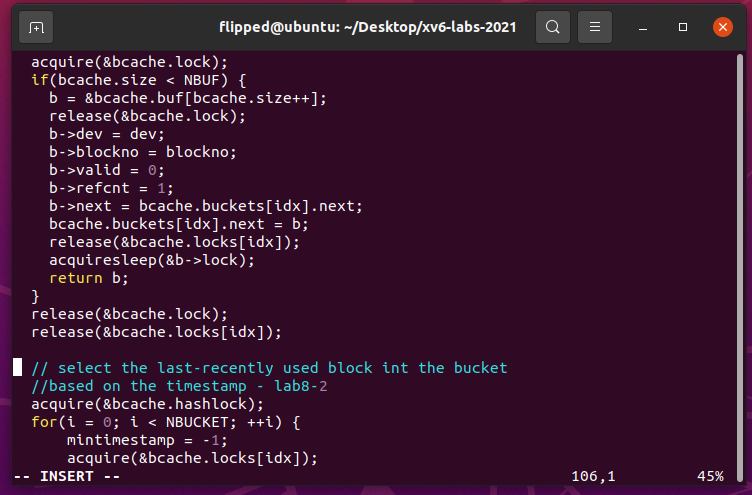 flipped@ubuntu: ~/Desktop/xv6-labs-2021
acquire(&bcache.lock);
if(bcache.size < NBUF) {
b = &bcache.buf[bcache.size++];
release(&bcache.lock);
b->dev = dev;
b->blockno = blockno;
b->valid = 0;
b->refcnt = 1;
b->next = bcache.buckets[idx].next;
bcache.buckets[idx].next = b;
release(&bcache.locks[idx]);
acquiresleep(&b->lock);
return b;
}
release(&bcache.lock);
release(&bcache.locks[idx]);
// select the last-recently used block int the bucket
//based on the timestamp - lab8-2
acquire(&bcache.hashlock);
for(i = 0; i < NBUCKET; ++i) {
mintimestamp = -1;
acquire(&bcache.locks[idx]);
-- INSERT -- 106,1 45%